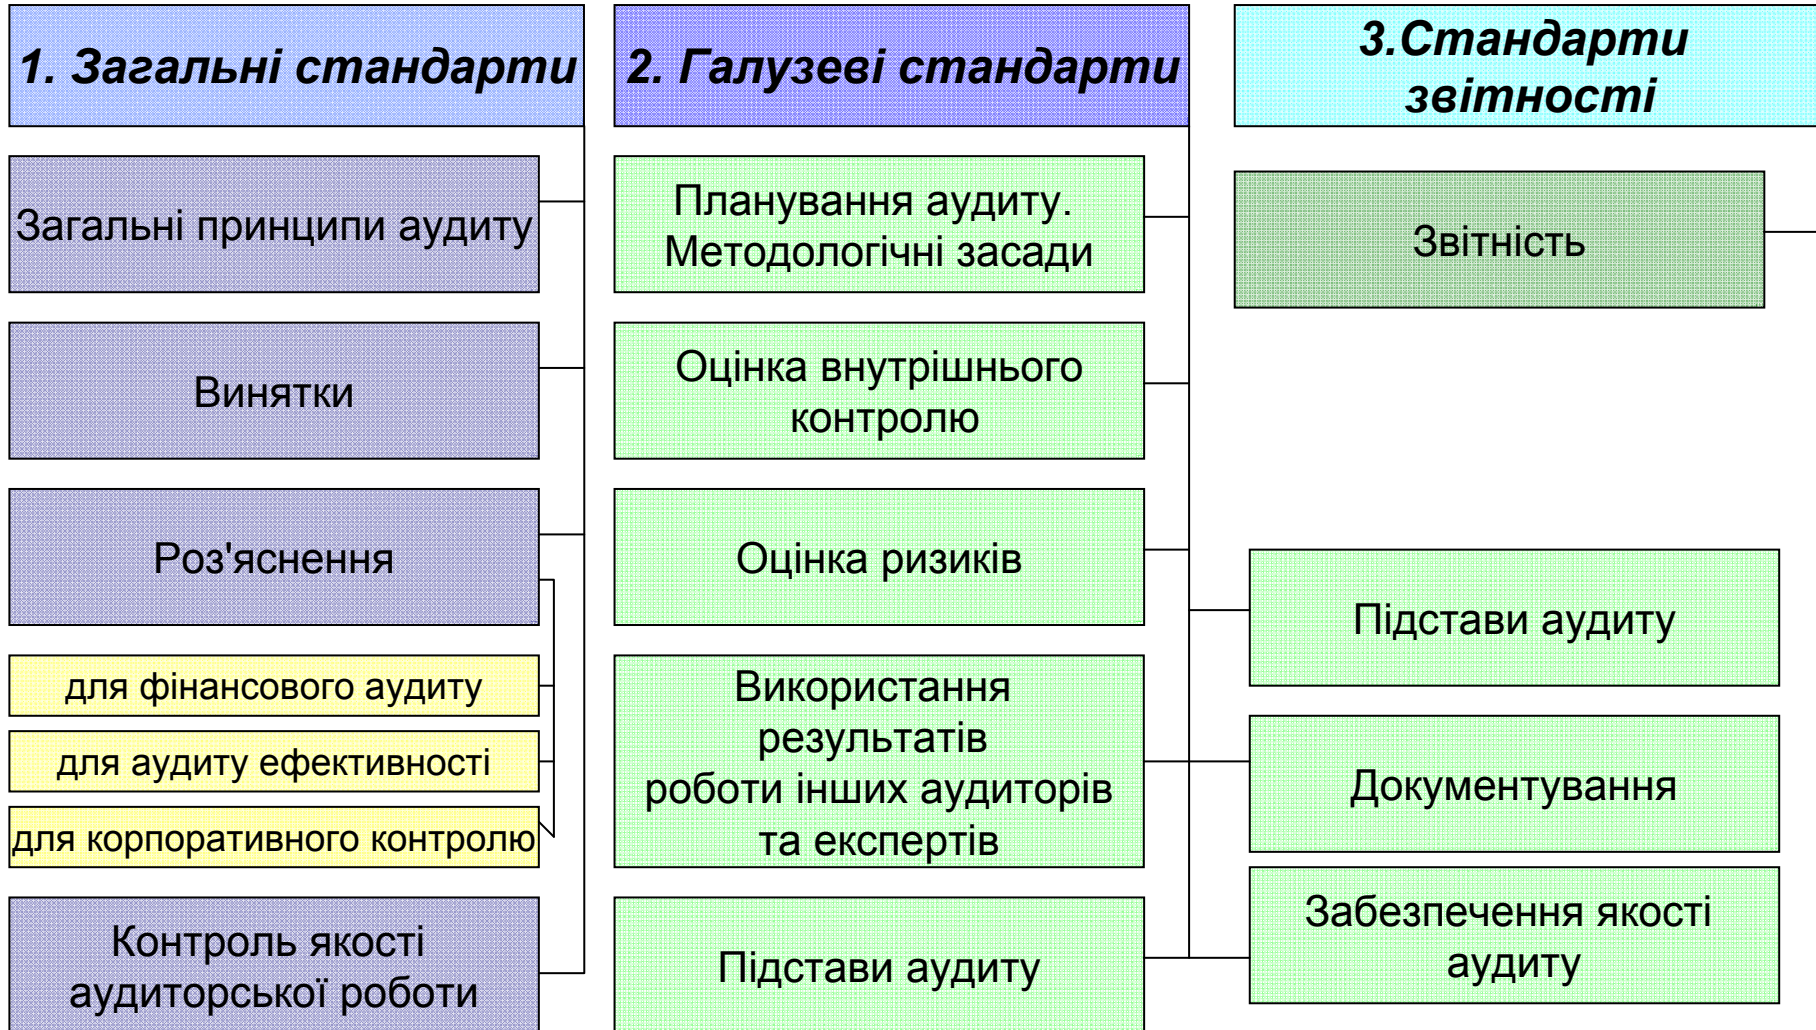 1. Загальні стандарти
Загальні принципи аудиту
Винятки
Роз'яснення
для фінансового аудиту
для аудиту ефективності
для корпоративного контролю
Контроль якості
аудиторської роботи
2. Галузеві стандарти
Планування аудиту.
Методологічні засади
Оцінка внутрішнього
контролю
Оцінка ризиків
Використання
результатів
роботи інших аудиторів
та експертів
Підстави аудиту
Підстави аудиту
Документування
Забезпечення якості
аудиту
3.Стандарти
звітності
Звітність